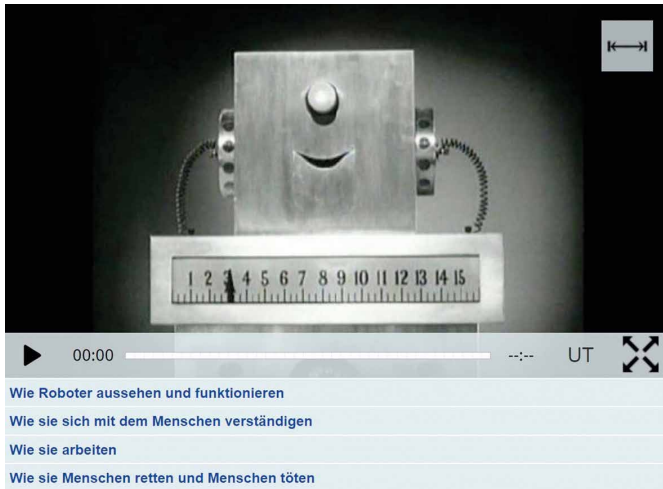 1 2 3 4 5 6 7 8 9 10 11 12 13 14 15
00:00 --:-- UT
Wie Roboter aussehen und funktionieren
Wie sie sich mit dem Menschen verständigen
Wie sie arbeiten
Wie sie Menschen retten und Menschen töten